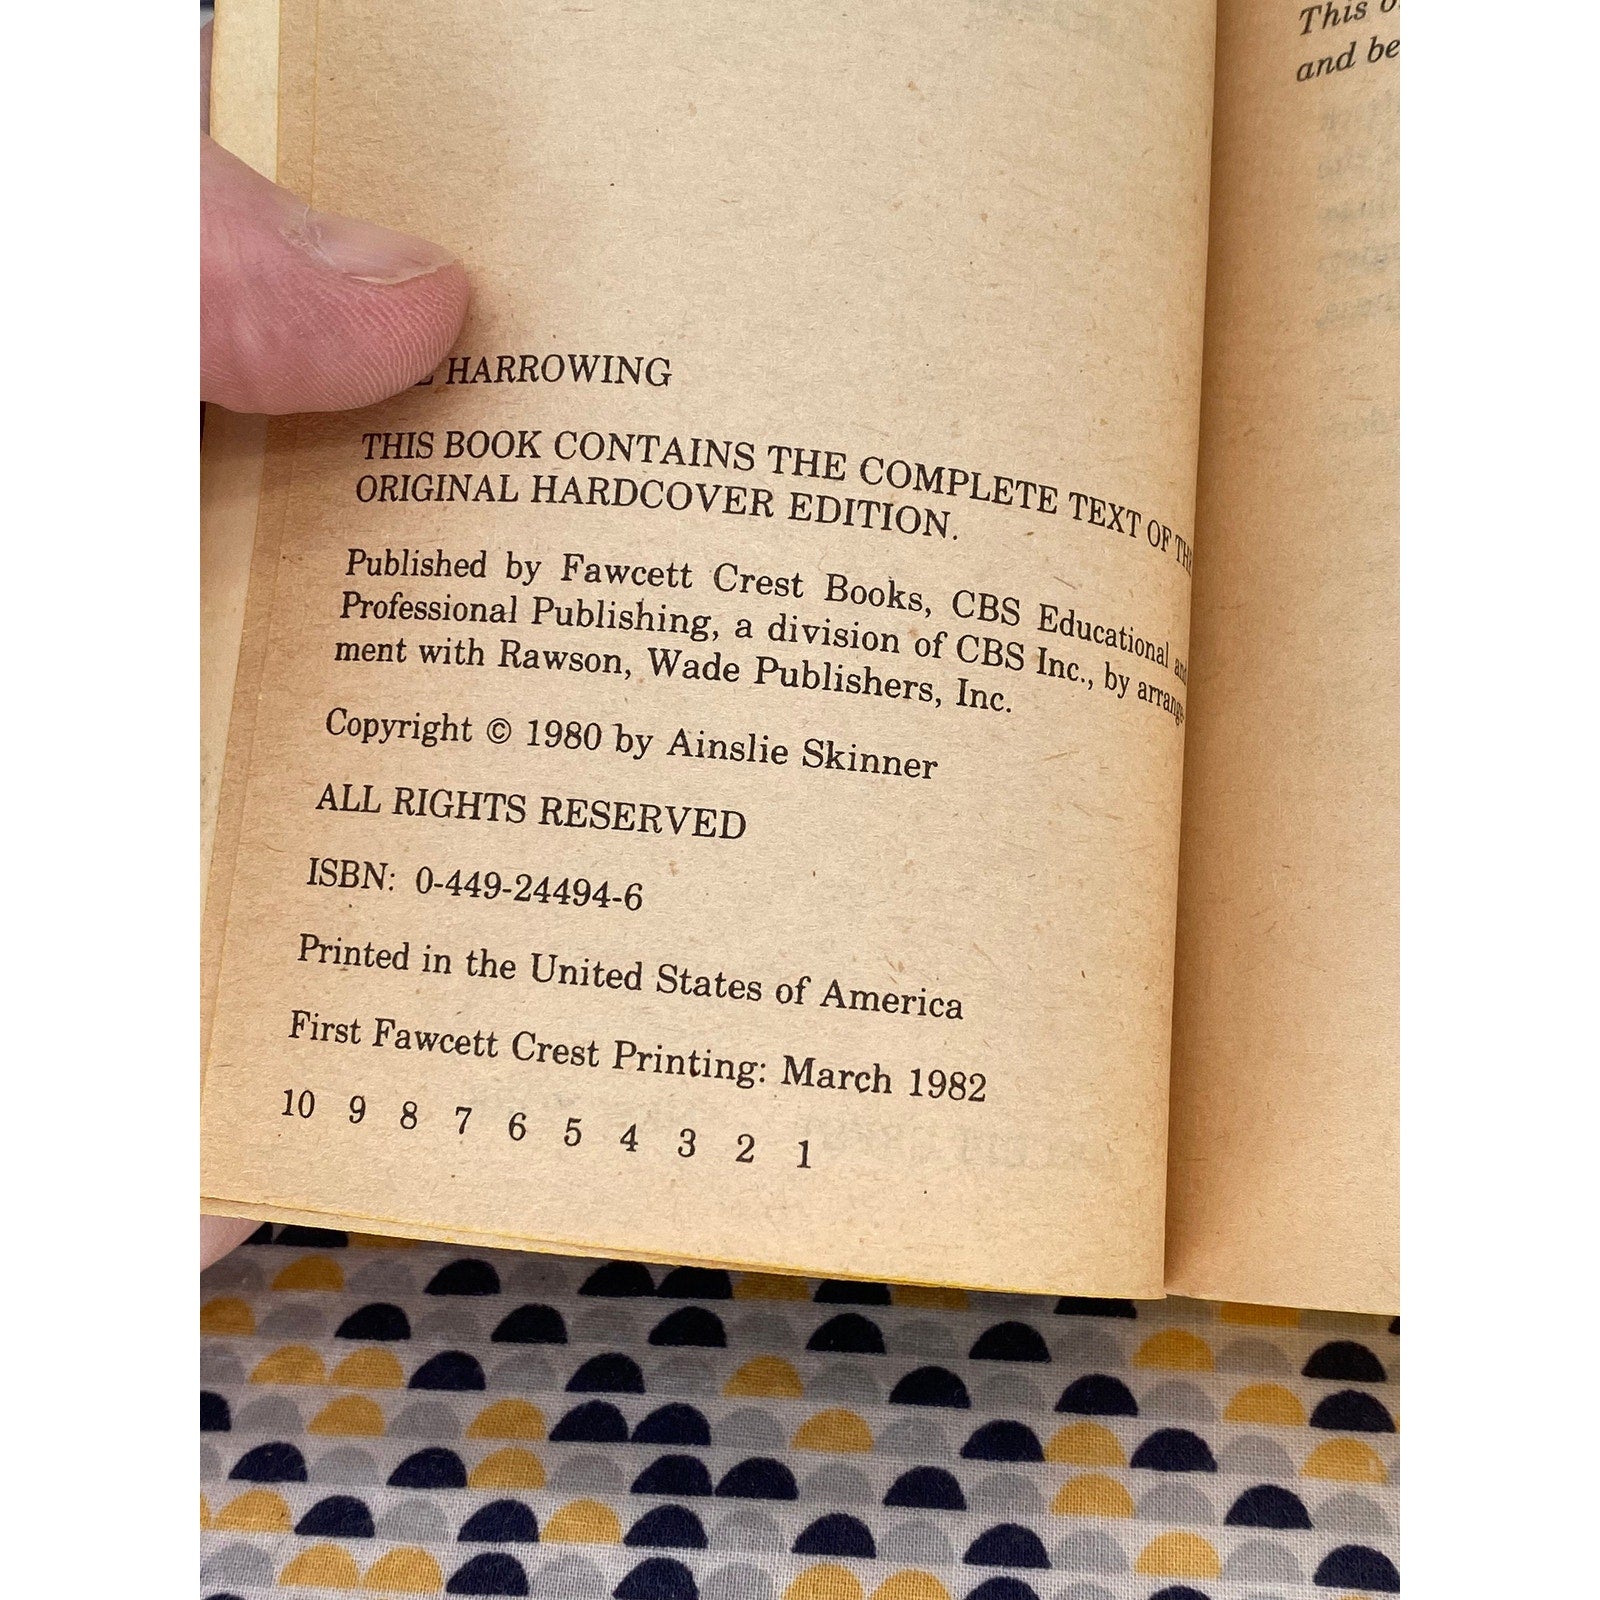 HARROWING
THIS BOOK CONTAINS THE COMPLETE TEXT OF THE
ORIGINAL HARDCOVER EDITION.
Published by Fawcett Crest Books, CBS Educational and
Professional Publishing, a division of CBS Inc., by arrange-
ment with Rawson, Wade Publishers, Inc.
Copyright © 1980 by Ainslie Skinner
ALL RIGHTS RESERVED
ISBN: 0-449-24494-6
Printed in the United States of America
First Fawcett Crest Printing: March 1982
10 9 8 7 6 5 4 3 2 1
This
and be